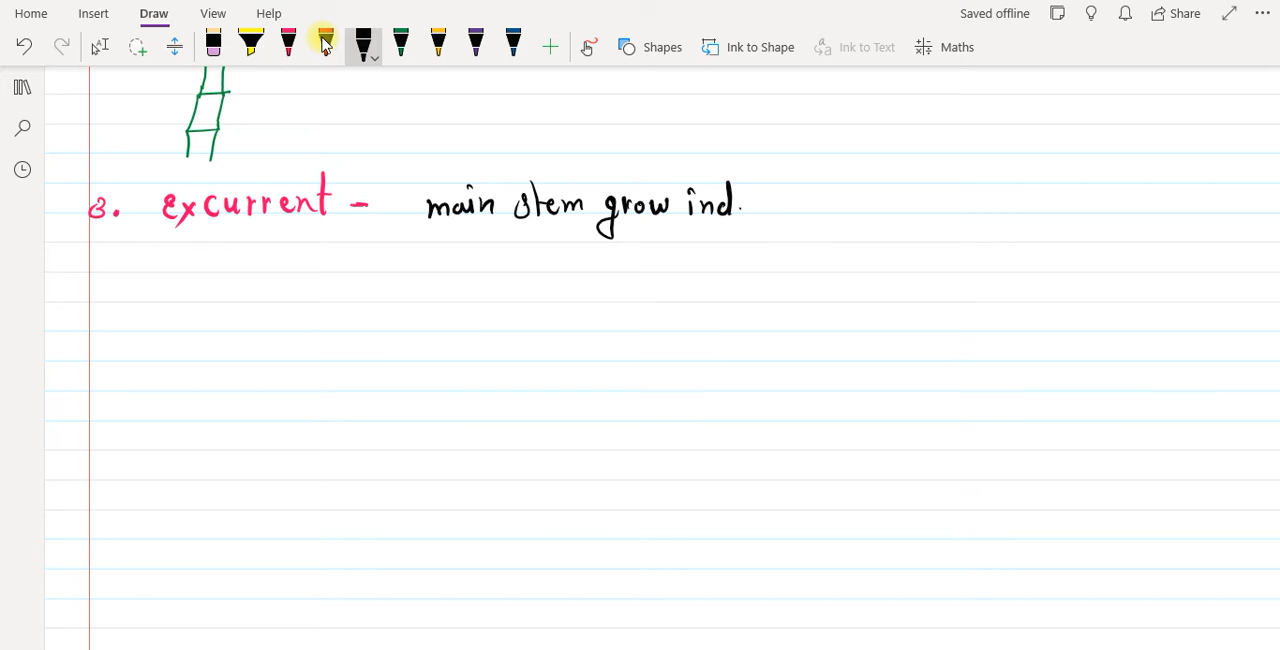 Home Insert Draw View Help Saved offline Share
Shapes Ink to Shape Ink to Text Maths
3. Excurrent - main stem grow ind.